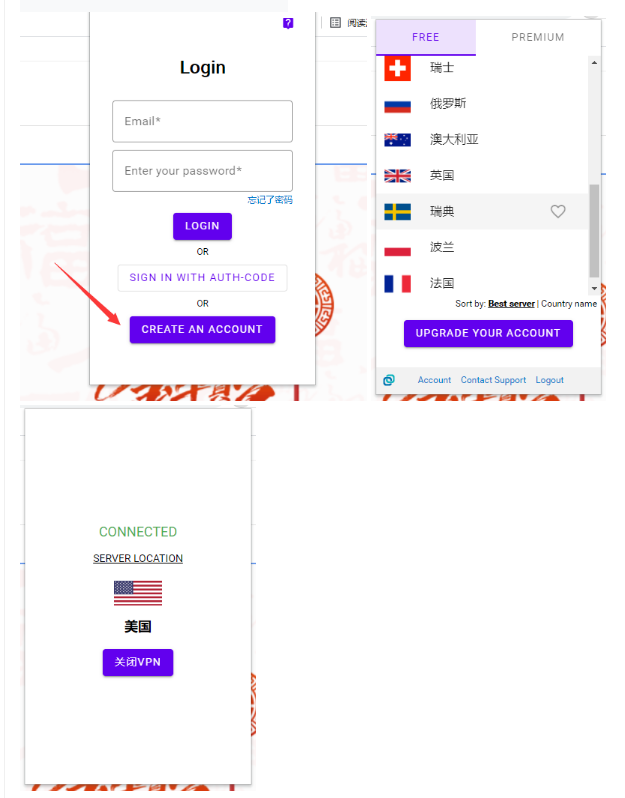 阅读
Login
Email*
Enter your password*
忘记了密码
LOGIN
OR
SIGN IN WITH AUTH-CODE
OR
CREATE AN ACCOUNT
FREE PREMIUM
瑞士
俄罗斯
澳大利亚
英国
瑞典
波兰
法国
Sort by: Best server | Country name
UPGRADE YOUR ACCOUNT
Account Contact Support Logout
CONNECTED
SERVER LOCATION
美国
关闭VPN